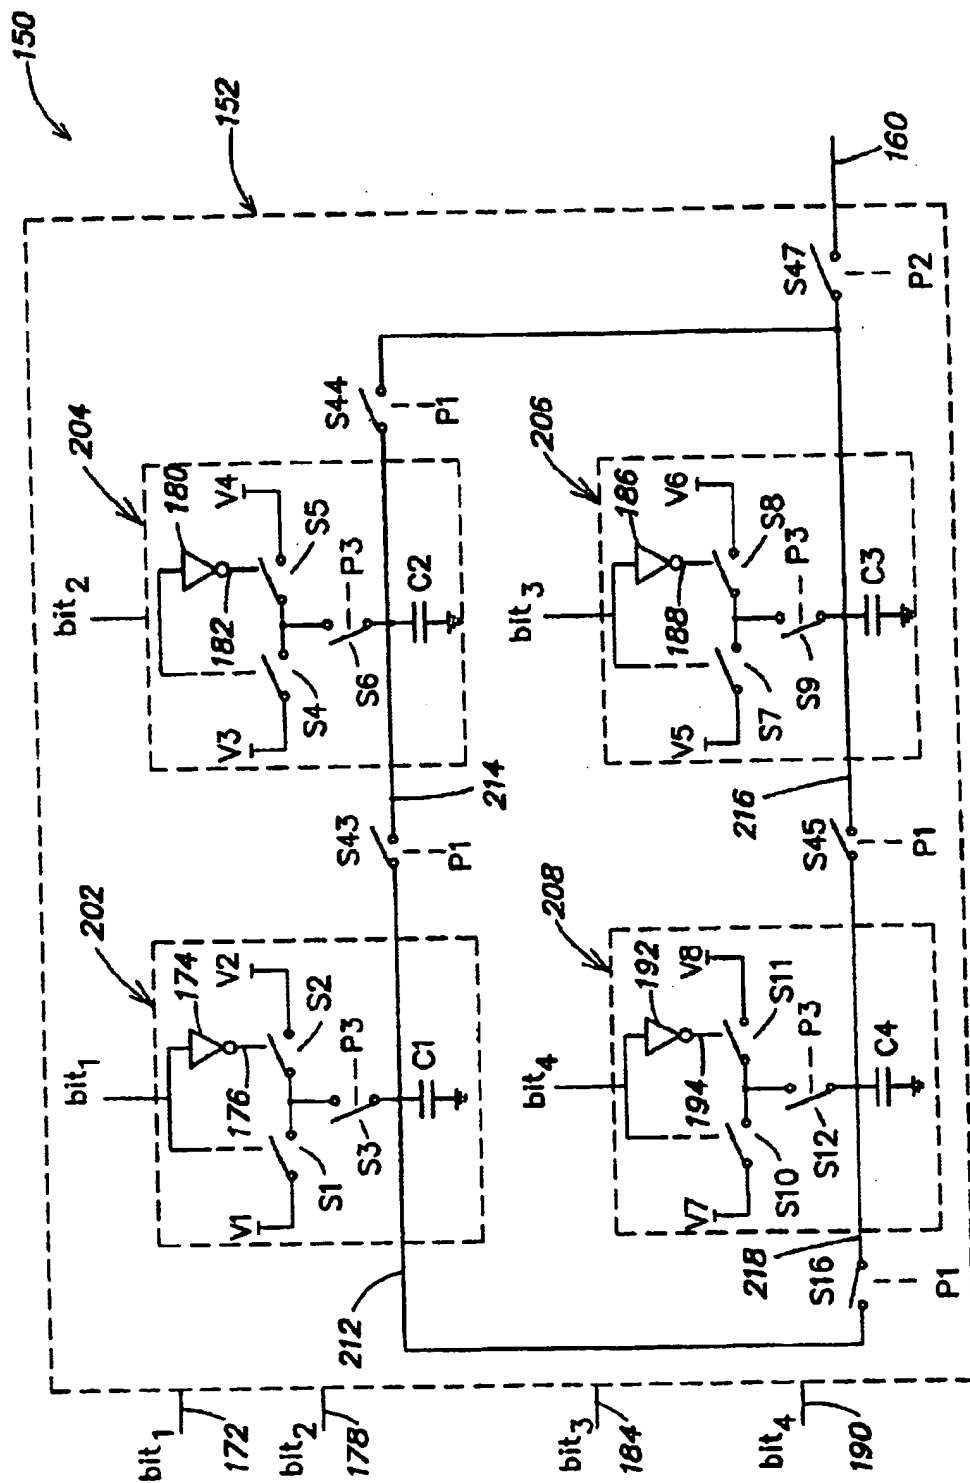 150
152
bit1
172
bit2
178
bit3
184
bit4
190
160
202
bit1
174
176
V1
V2
S1
S2
S3
P3
C1
212
S43
P1
204
bit2
180
182
V3
V4
S4
S5
S6
P3
C2
214
S44
P1
208
bit4
192
194
V7
V8
S10
S11
S12
P3
C4
218
S16
P1
S45
P1
206
bit3
186
188
V5
V6
S7
S8
S9
P3
C3
216
S47
P2